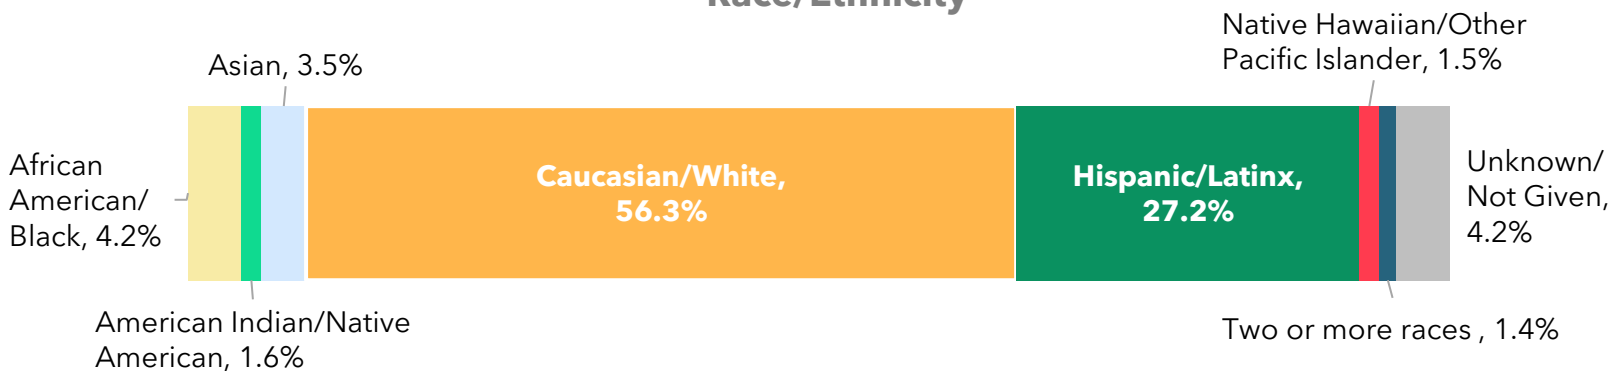 Race/Ethnicity
Native Hawaiian/Other
Pacific Islander, 1.5%
Asian, 3.5%
African
American/
Black, 4.2%
Caucasian/White,
56.3%
Hispanic/Latinx,
27.2%
Unknown/
Not Given,
4.2%
American Indian/Native
American, 1.6%
Two or more races , 1.4%